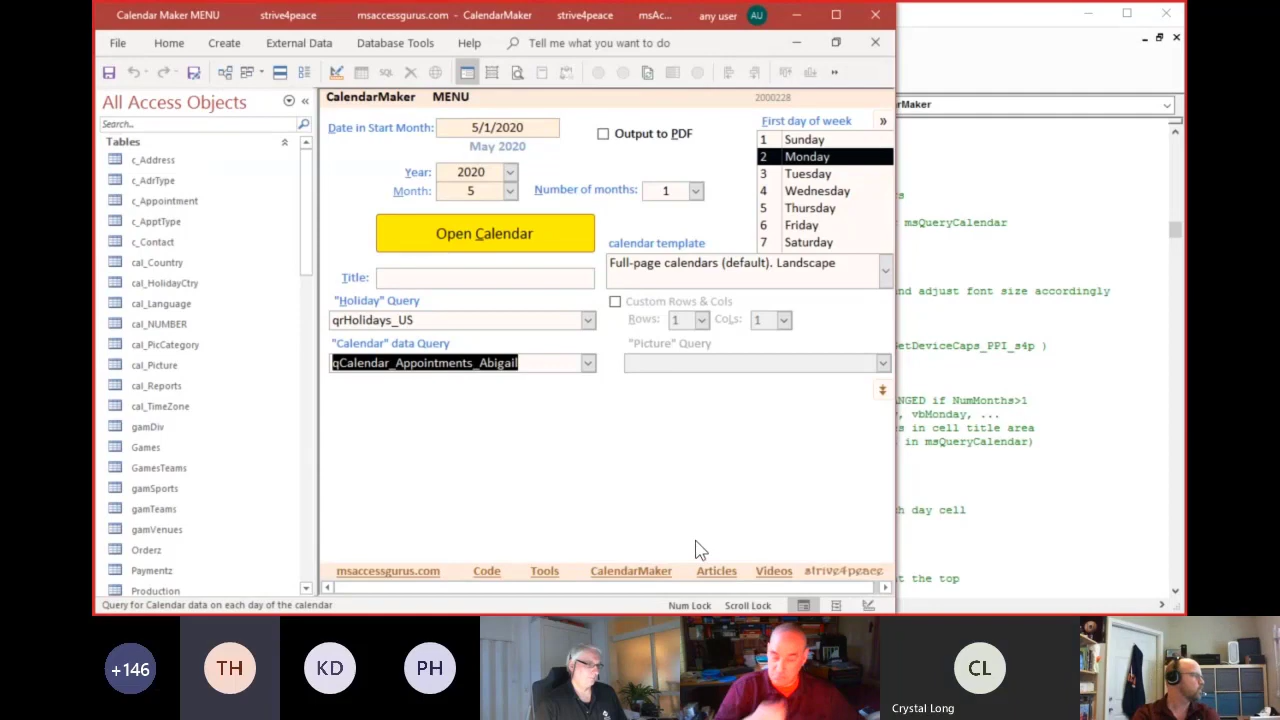 Calendar Maker MENU strive4peace msaccessgurus.com - CalendarMaker strive4peace msAc... any user AU
File Home Create External Data Database Tools Help Tell me what you want to do
SQL
All Access Objects
Search...
Tables
c_Address
c_AdrType
c_Appointment
c_ApptType
c_Contact
cal_Country
cal_HolidayCtry
cal_Language
cal_NUMBER
cal_PicCategory
cal_Picture
cal_Reports
cal_TimeZone
gamDiv
Games
GamesTeams
gamSports
gamTeams
gamVenues
Orderz
Paymentz
Production
CalendarMaker MENU 2000228
Date in Start Month: 5/1/2020
May 2020
Output to PDF
First day of week »
1 Sunday
2 Monday
3 Tuesday
4 Wednesday
5 Thursday
6 Friday
7 Saturday
Year: 2020
Month: 5
Number of months: 1
Open Calendar
calendar template
Full-page calendars (default). Landscape
Title:
"Holiday" Query
qrHolidays_US
Custom Rows & Cols
Rows: 1 CoLs: 1
"Calendar" data Query
qCalendar_Appointments_Abigail
"Picture" Query
msaccessgurus.com Code Tools CalendarMaker Articles Videos strive4peace
Query for Calendar data on each day of the calendar Num Lock Scroll Lock
rMaker
s
r msQueryCalendar
and adjust font size accordingly
GetDeviceCaps_PPI_s4p )
NGED if NumMonths>1
, vbMonday, ...
es in cell title area
 in msQueryCalendar)
ch day cell
t the top
+146
TH
KD
PH
CL
Crystal Long